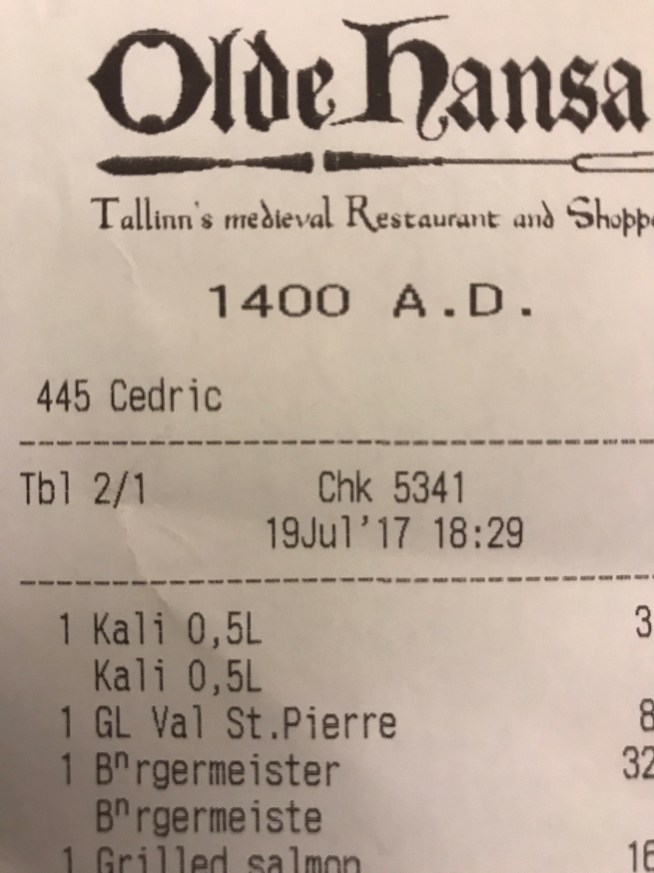 Olde Hansa
Tallinn's medieval Restaurant and Shoppe
1400 A.D.
445 Cedric
Tbl 2/1 Chk 5341
19Jul'17 18:29
1 Kali 0,5L 3
Kali 0,5L
1 GL Val St.Pierre 8
1 Bⁿrgermeister 32
Bⁿrgermeiste
1 Grilled salmon 16